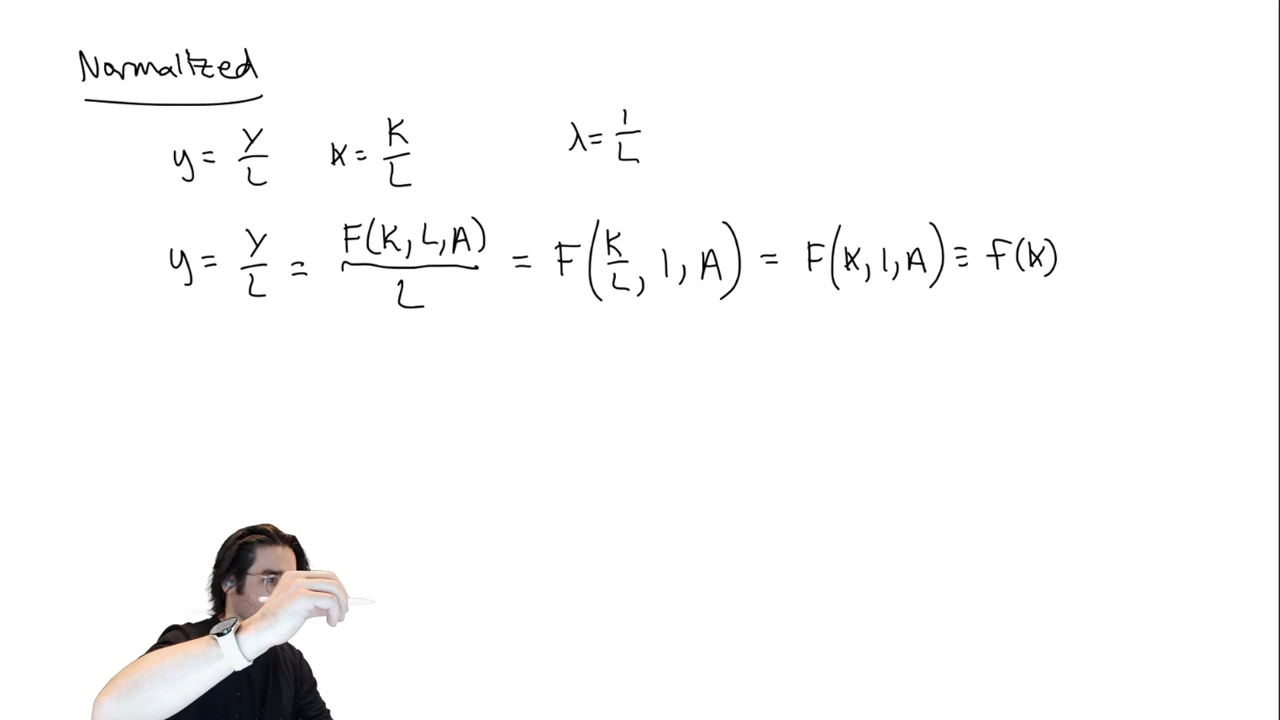 Normalized
y = Y/L k = K/L λ = 1/L
y = Y/L = F(K, L, A)/L = F(K/L, 1, A) = F(k, 1, A) ≡ f(k)